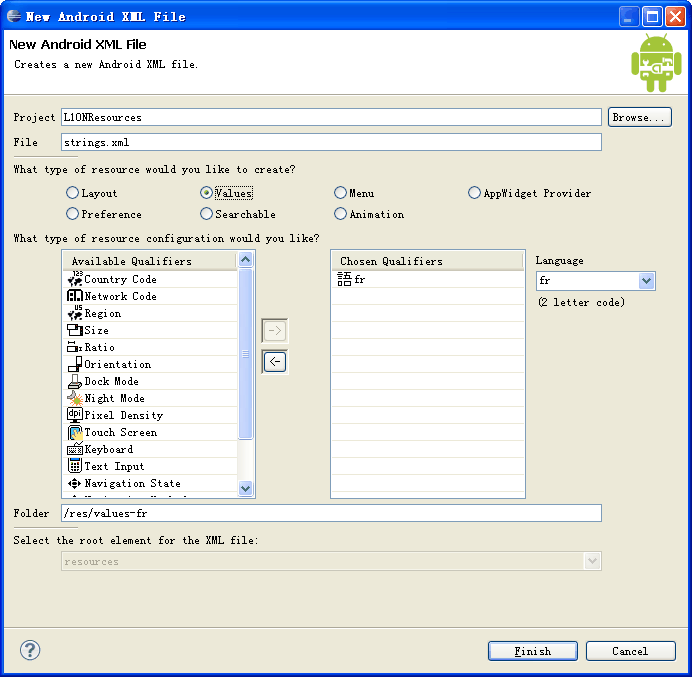 New Android XML File
New Android XML File
Creates a new Android XML file.
Project L10NResources Browse...
File strings.xml
What type of resource would you like to create?
Layout Values Menu AppWidget Provider
Preference Searchable Animation
What type of resource configuration would you like?
Available Qualifiers
123 Country Code
Network Code
US Region
Size
Ratio
Orientation
Dock Mode
Night Mode
dpi Pixel Density
Touch Screen
Keyboard
Text Input
Navigation State
->
<-
Chosen Qualifiers
語 fr
Language
fr
(2 letter code)
Folder /res/values-fr
Select the root element for the XML file:
resources
? Finish Cancel